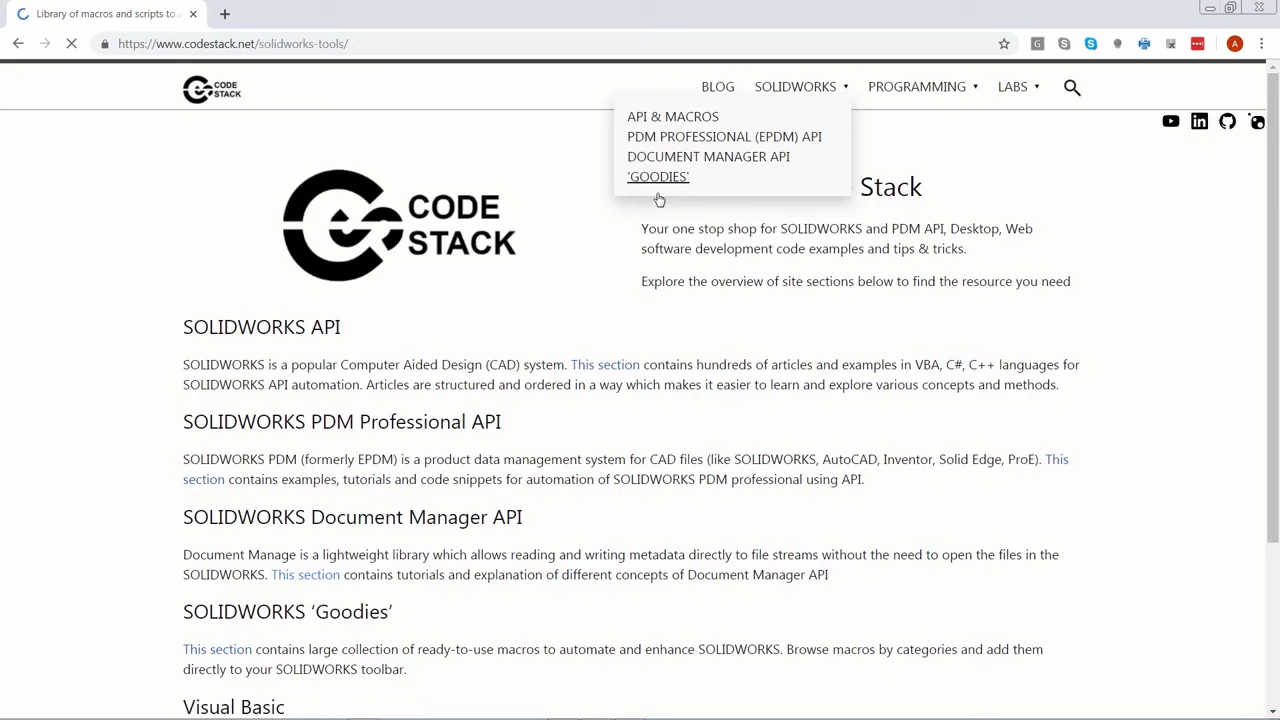 Library of macros and scripts to
https://www.codestack.net/solidworks-tools/
G
A
CODE STACK
BLOG SOLIDWORKS PROGRAMMING LABS
API & MACROS
PDM PROFESSIONAL (EPDM) API
DOCUMENT MANAGER API
'GOODIES'
CODE
STACK
Stack
Your one stop shop for SOLIDWORKS and PDM API, Desktop, Web
software development code examples and tips & tricks.
Explore the overview of site sections below to find the resource you need
SOLIDWORKS API
SOLIDWORKS is a popular Computer Aided Design (CAD) system. This section contains hundreds of articles and examples in VBA, C#, C++ languages for
SOLIDWORKS API automation. Articles are structured and ordered in a way which makes it easier to learn and explore various concepts and methods.
SOLIDWORKS PDM Professional API
SOLIDWORKS PDM (formerly EPDM) is a product data management system for CAD files (like SOLIDWORKS, AutoCAD, Inventor, Solid Edge, ProE). This
section contains examples, tutorials and code snippets for automation of SOLIDWORKS PDM professional using API.
SOLIDWORKS Document Manager API
Document Manage is a lightweight library which allows reading and writing metadata directly to file streams without the need to open the files in the
SOLIDWORKS. This section contains tutorials and explanation of different concepts of Document Manager API
SOLIDWORKS ‘Goodies’
This section contains large collection of ready-to-use macros to automate and enhance SOLIDWORKS. Browse macros by categories and add them
directly to your SOLIDWORKS toolbar.
Visual Basic